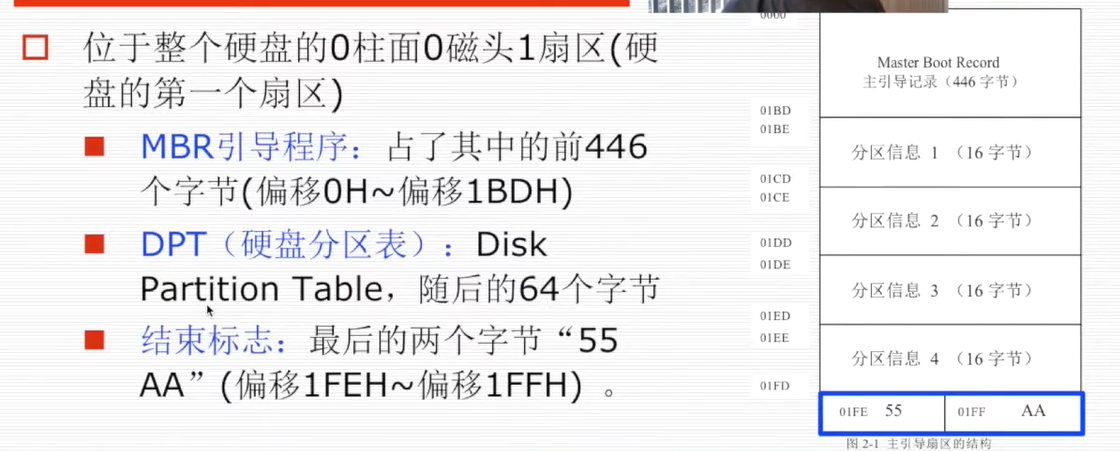 位于整个硬盘的0柱面0磁头1扇区(硬
盘的第一个扇区)
MBR引导程序：占了其中的前446
个字节(偏移0H~偏移1BDH)
DPT（硬盘分区表）：Disk
Partition Table，随后的64个字节
结束标志：最后的两个字节“55
AA”(偏移1FEH~偏移1FFH) 。
0000
Master Boot Record
主引导记录（446 字节）
01BD
01BE
分区信息 1 （16 字节）
01CD
01CE
分区信息 2 （16 字节）
01DD
01DE
分区信息 3 （16 字节）
01ED
01EE
分区信息 4 （16 字节）
01FD
01FE 55 01FF AA
图 2-1 主引导扇区的结构